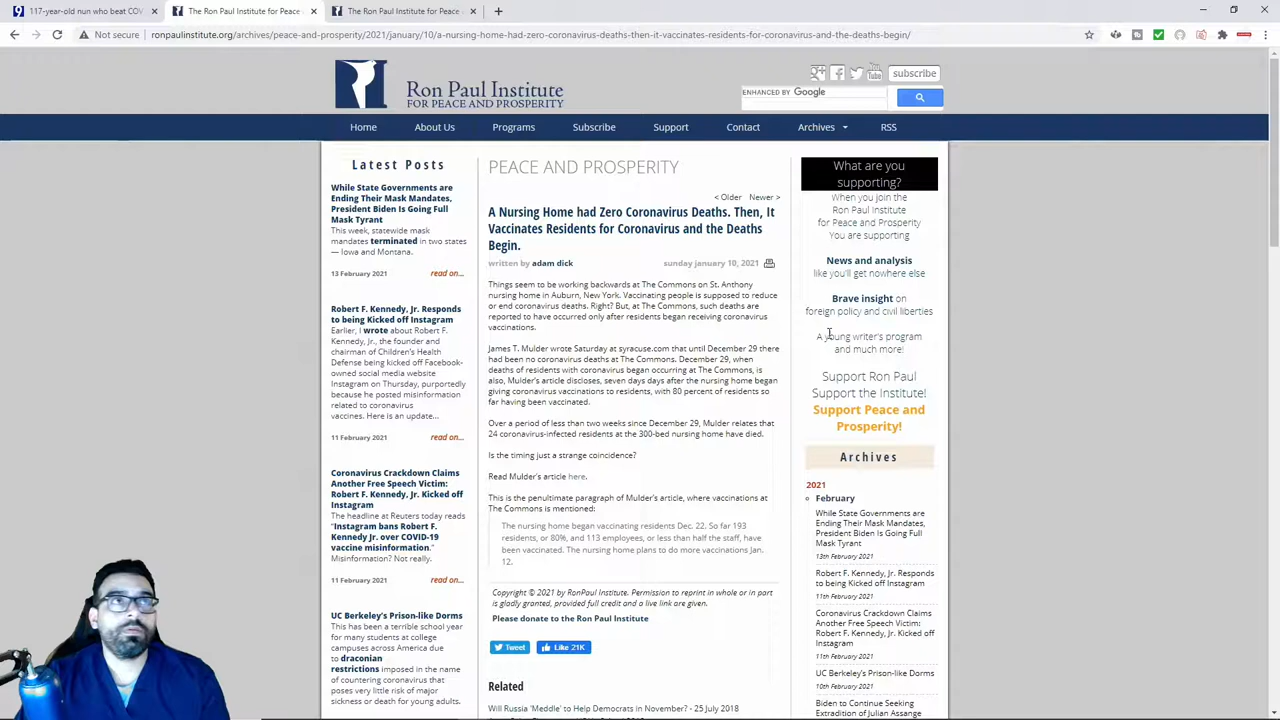 117-year-old nun who beat COV
The Ron Paul Institute for Peace
The Ron Paul Institute for Peace
Not secure
ronpaulinstitute.org/archives/peace-and-prosperity/2021/january/10/a-nursing-home-had-zero-coronavirus-deaths-then-it-vaccinates-residents-for-coronavirus-and-the-deaths-begin/
Ron Paul Institute
FOR PEACE AND PROSPERITY
subscribe
ENHANCED BY Google
Home
About Us
Programs
Subscribe
Support
Contact
Archives
RSS
Latest Posts
While State Governments are
Ending Their Mask Mandates,
President Biden Is Going Full
Mask Tyrant
This week, statewide mask
mandates terminated in two states
— Iowa and Montana.
13 February 2021
read on...
Robert F. Kennedy, Jr. Responds
to being Kicked off Instagram
Earlier, I wrote about Robert F.
Kennedy, Jr., the founder and
chairman of Children's Health
Defense being kicked off Facebook-
owned social media website
Instagram on Thursday, purportedly
because he posted misinformation
related to coronavirus
vaccines. Here is an update...
11 February 2021
read on...
Coronavirus Crackdown Claims
Another Free Speech Victim:
Robert F. Kennedy, Jr. Kicked off
Instagram
The headline at Reuters today reads
"Instagram bans Robert F.
Kennedy Jr. over COVID-19
vaccine misinformation."
Misinformation? Not really.
11 February 2021
read on...
UC Berkeley's Prison-like Dorms
This has been a terrible school year
for many students at college
campuses across America due
to draconian
restrictions imposed in the name
of countering coronavirus that
poses very little risk of major
sickness or death for young adults.
PEACE AND PROSPERITY
< Older Newer >
A Nursing Home had Zero Coronavirus Deaths. Then, It
Vaccinates Residents for Coronavirus and the Deaths
Begin.
written by adam dick
sunday january 10, 2021
Things seem to be working backwards at The Commons on St. Anthony
nursing home in Auburn, New York. Vaccinating people is supposed to reduce
or end coronavirus deaths. Right? But, at The Commons, such deaths are
reported to have occurred only after residents began receiving coronavirus
vaccinations.
James T. Mulder wrote Saturday at syracuse.com that until December 29 there
had been no coronavirus deaths at The Commons. December 29, when
deaths of residents with coronavirus began occurring at The Commons, is
also, Mulder's article discloses, seven days days after the nursing home began
giving coronavirus vaccinations to residents, with 80 percent of residents so
far having been vaccinated.
Over a period of less than two weeks since December 29, Mulder relates that
24 coronavirus-infected residents at the 300-bed nursing home have died.
Is the timing just a strange coincidence?
Read Mulder's article here.
This is the penultimate paragraph of Mulder's article, where vaccinations at
The Commons is mentioned:
The nursing home began vaccinating residents Dec. 22. So far 193
residents, or 80%, and 113 employees, or less than half the staff, have
been vaccinated. The nursing home plans to do more vaccinations Jan.
12.
Copyright © 2021 by RonPaul Institute. Permission to reprint in whole or in part
is gladly granted, provided full credit and a live link are given.
Please donate to the Ron Paul Institute
Tweet
Like 21K
Related
Will Russia 'Meddle' to Help Democrats in November? - 25 July 2018
What are you
supporting?
When you join the
Ron Paul Institute
for Peace and Prosperity
You are supporting
News and analysis
like you'll get nowhere else
Brave insight on
foreign policy and civil liberties
A young writer's program
and much more!
Support Ron Paul
Support the Institute!
Support Peace and
Prosperity!
Archives
2021
February
While State Governments are
Ending Their Mask Mandates,
President Biden Is Going Full
Mask Tyrant
13th February 2021
Robert F. Kennedy, Jr. Responds
to being Kicked off Instagram
11th February 2021
Coronavirus Crackdown Claims
Another Free Speech Victim:
Robert F. Kennedy, Jr. Kicked off
Instagram
11th February 2021
UC Berkeley's Prison-like Dorms
10th February 2021
Biden to Continue Seeking
Extradition of Julian Assange